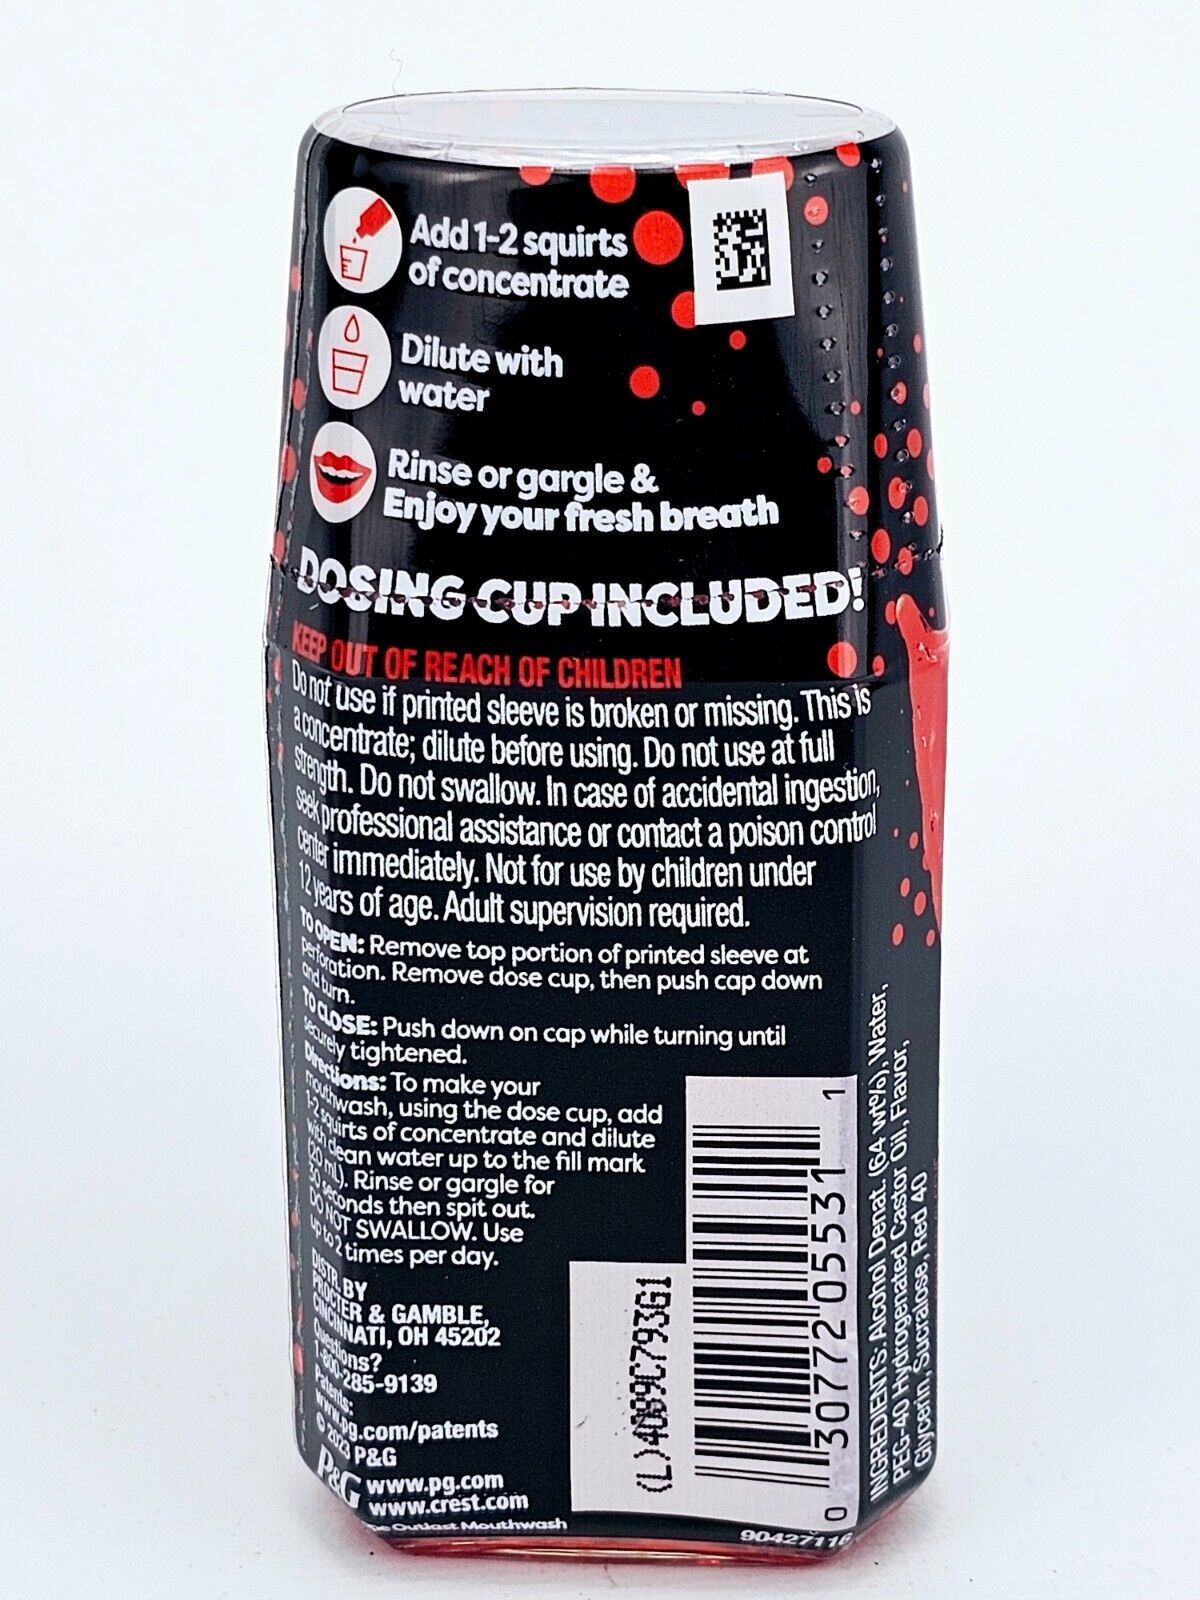 Add 1-2 squirts
of concentrate
Dilute with
water
Rinse or gargle &
Enjoy your fresh breath
DOSING CUP INCLUDED!
KEEP OUT OF REACH OF CHILDREN
Do not use if printed sleeve is broken or missing. This is
a concentrate; dilute before using. Do not use at full
strength. Do not swallow. In case of accidental ingestion,
seek professional assistance or contact a poison control
center immediately. Not for use by children under
12 years of age. Adult supervision required.
TO OPEN: Remove top portion of printed sleeve at
perforation. Remove dose cup, then push cap down
and turn.
TO CLOSE: Push down on cap while turning until
securely tightened.
Directions: To make your
mouthwash, using the dose cup, add
1-2 squirts of concentrate and dilute
with clean water up to the fill mark
(20 mL). Rinse or gargle for
30 seconds then spit out.
DO NOT SWALLOW. Use
up to 2 times per day.
DISTR. BY
PROCTER & GAMBLE,
CINCINNATI, OH 45202
Questions?
1-800-285-9139
Patents:
www.pg.com/patents
© 2023 P&G
P&G
www.pg.com
www.crest.com
Outlast Mouthwash
90427116
(L)4089C793G1
0 30772 05531 1
INGREDIENTS: Alcohol Denat. (64 wt%), Water,
PEG-40 Hydrogenated Castor Oil, Flavor,
Glycerin, Sucralose, Red 40